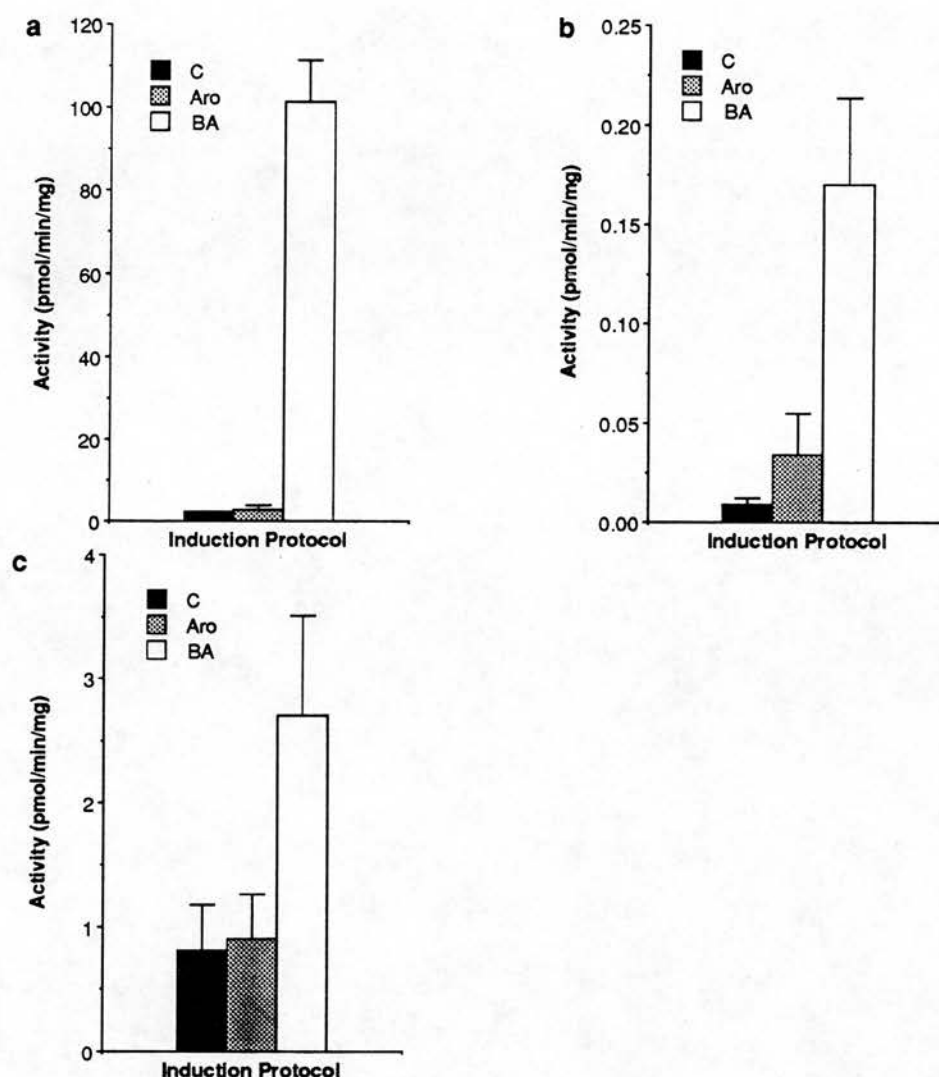 a
120
100
80
60
40
20
0
Activity (pmol/min/mg)
C
Aro
BA
Induction Protocol
b
0.25
0.20
0.15
0.10
0.05
0.00
Activity (pmol/min/mg)
C
Aro
BA
Induction Protocol
c
4
3
2
1
0
Activity (pmol/min/mg)
C
Aro
BA
Induction Protocol